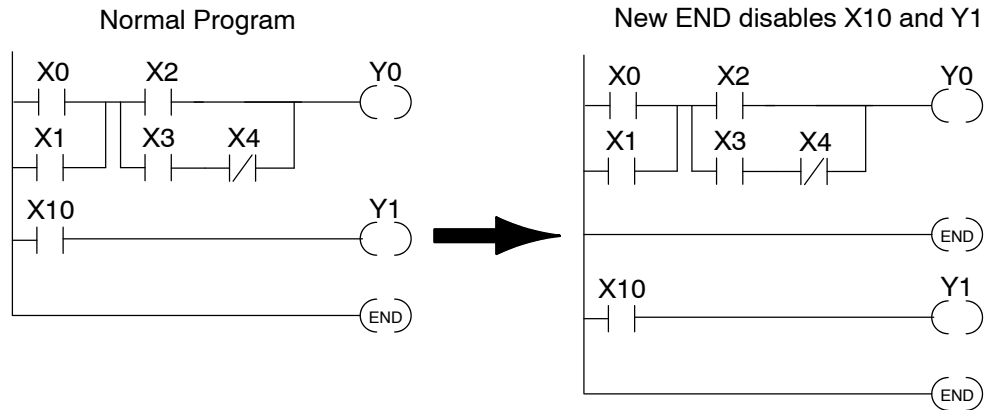 Normal Program
X0 X2 Y0
X1 X3 X4
X10 Y1
END
New END disables X10 and Y1
X0 X2 Y0
X1 X3 X4
END
X10 Y1
END